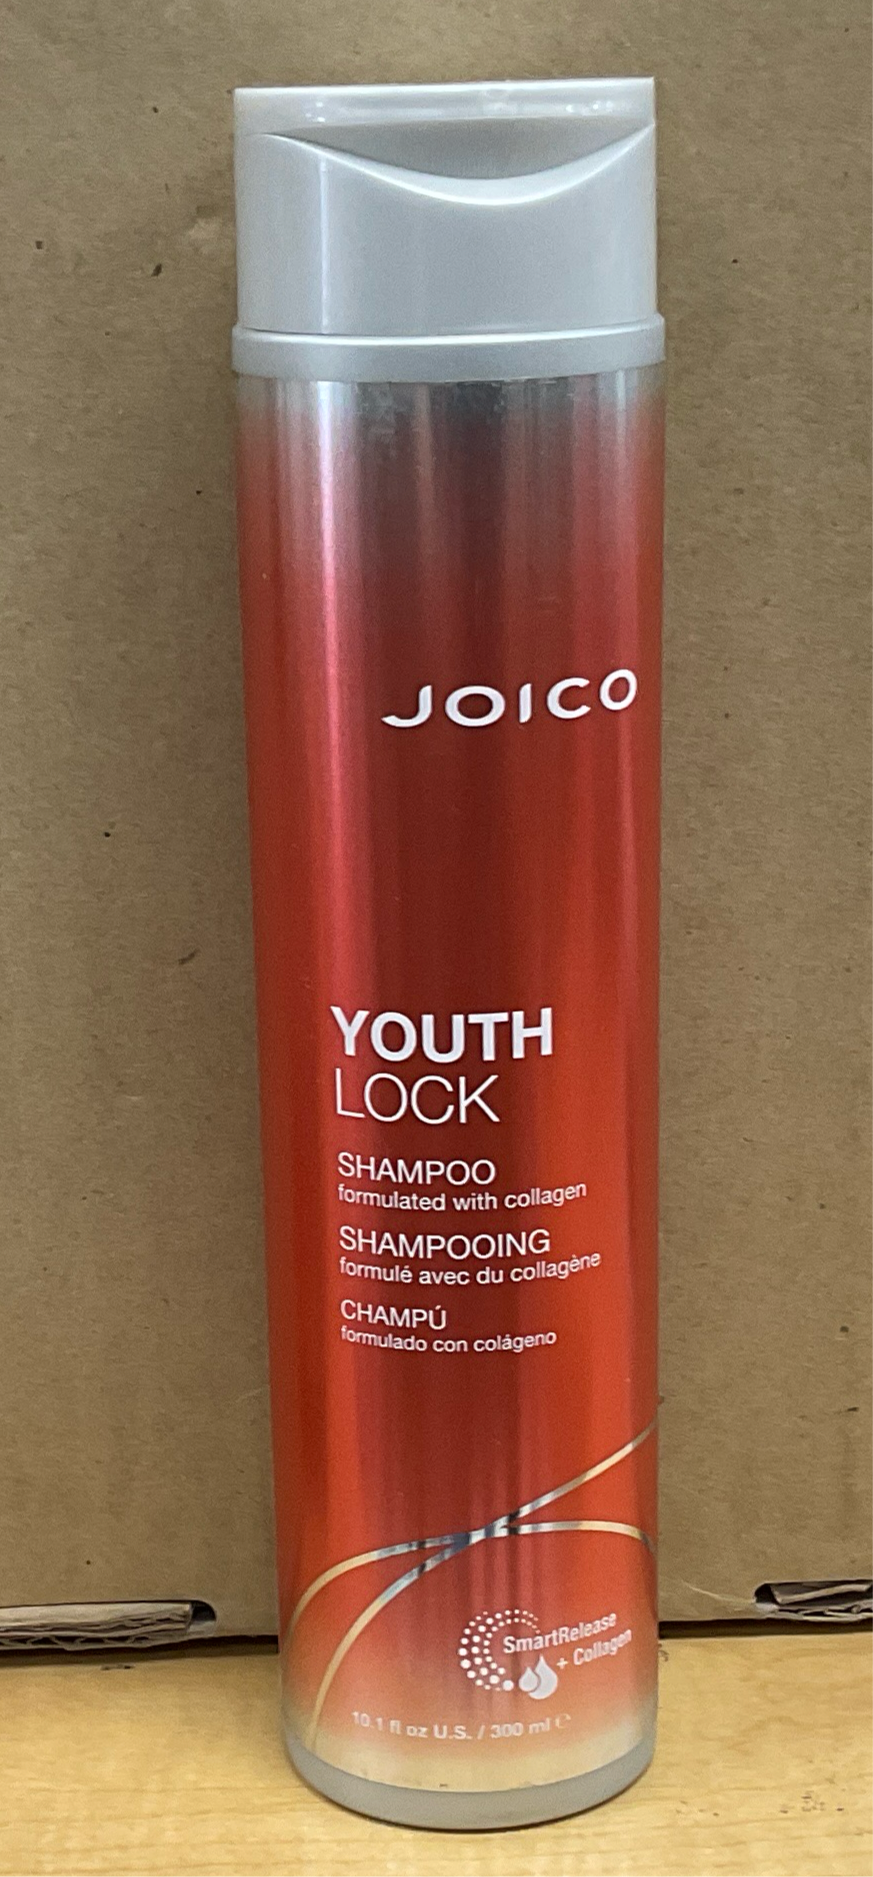 JOICO
YOUTH
LOCK
SHAMPOO
formulated with collagen
SHAMPOOING
formulé avec du collagène
CHAMPÚ
formulado con colágeno
SmartRelease
+ Collagen
10.1 fl oz U.S. / 300 ml ℮